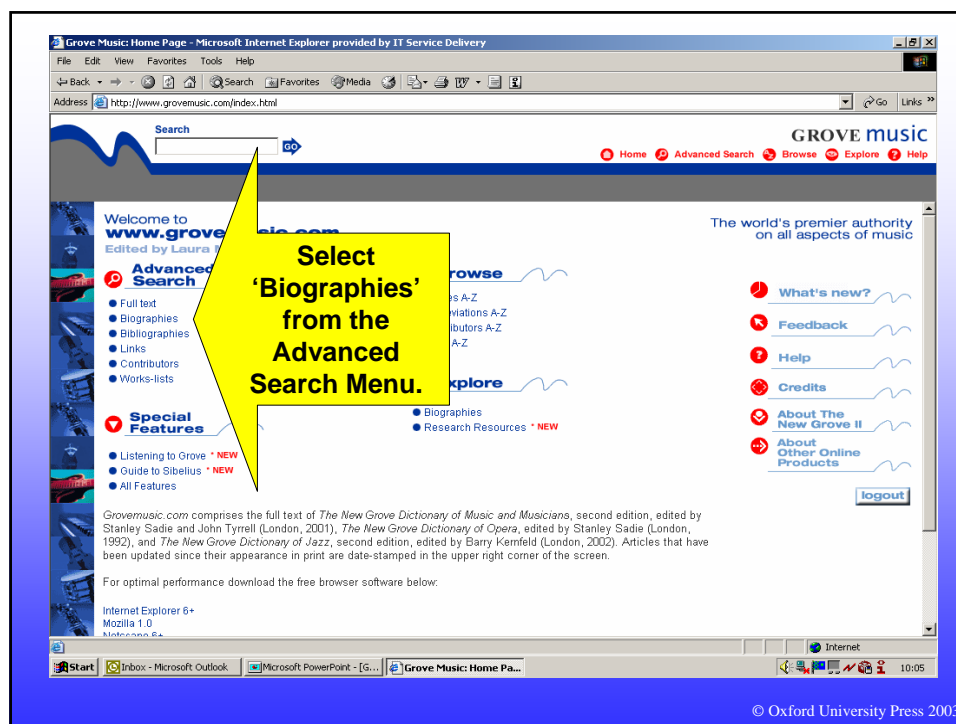 Grove Music: Home Page - Microsoft Internet Explorer provided by IT Service Delivery
File Edit View Favorites Tools Help
Back Search Favorites Media
Address http://www.grovemusic.com/index.html Go Links »
Search
GO
GROVE music
Home Advanced Search Browse Explore Help
Welcome to
The world's premier authority
on all aspects of music
www.grove
Edited by Laura
Advanced
Search
Full text
Biographies
Bibliographies
Links
Contributors
Works-lists
Special
Features
Listening to Grove * NEW
Guide to Sibelius * NEW
All Features
Select
‘Biographies’
from the
Advanced
Search Menu.
rowse
es A-Z
viations A-Z
ibutors A-Z
A-Z
xplore
Biographies
Research Resources * NEW
What's new?
Feedback
Help
Credits
About The
New Grove II
About
Other Online
Products
logout
Grovemusic.com comprises the full text of The New Grove Dictionary of Music and Musicians, second edition, edited by
Stanley Sadie and John Tyrrell (London, 2001), The New Grove Dictionary of Opera, edited by Stanley Sadie (London,
1992), and The New Grove Dictionary of Jazz, second edition, edited by Barry Kernfeld (London, 2002). Articles that have
been updated since their appearance in print are date-stamped in the upper right corner of the screen.
For optimal performance download the free browser software below:
Internet Explorer 6+
Mozilla 1.0
Netscape 6+
Internet
Start Inbox - Microsoft Outlook Microsoft PowerPoint - [G... Grove Music: Home Pa... 10:05
© Oxford University Press 2003